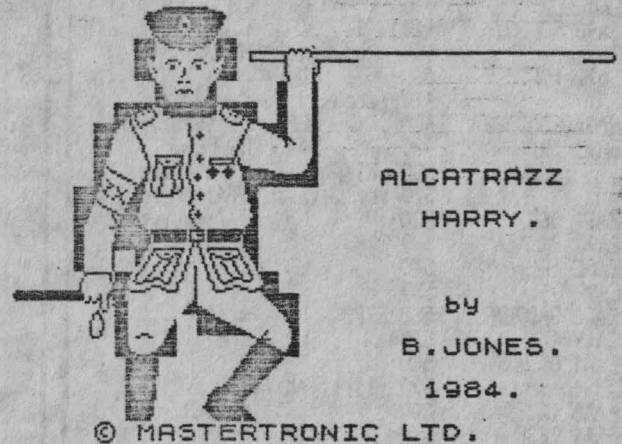 ALCATRAZZ
HARRY.
by
B.JONES.
1984.
© MASTERTRONIC LTD.